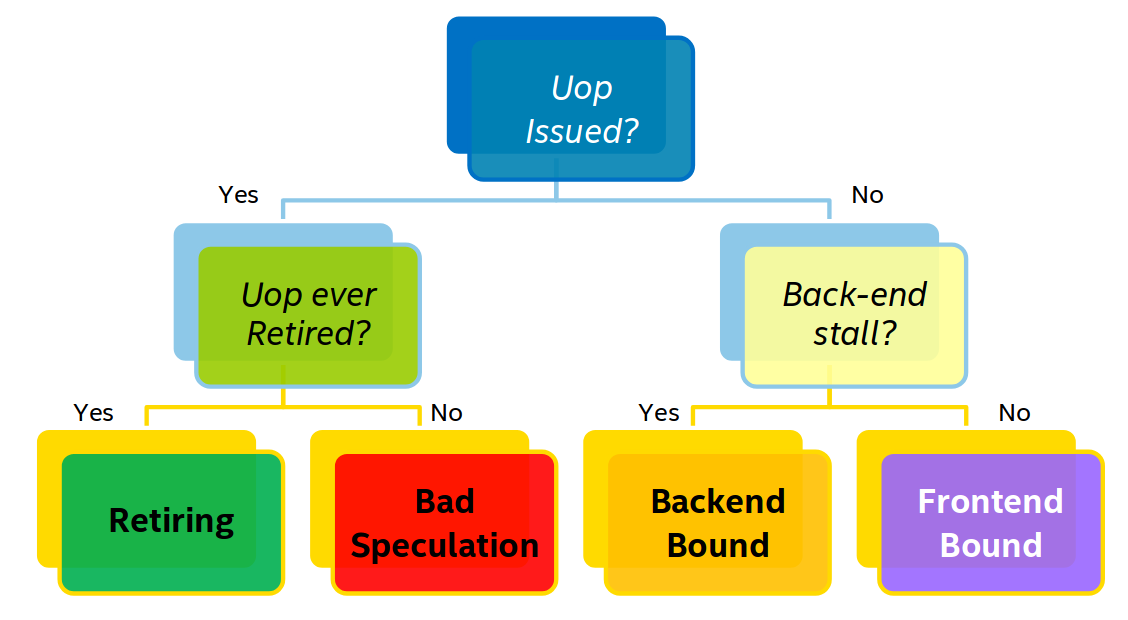 Uop
Issued?
Yes
No
Uop ever
Retired?
Back-end
stall?
Yes
No
Yes
No
Retiring
Bad
Speculation
Backend
Bound
Frontend
Bound